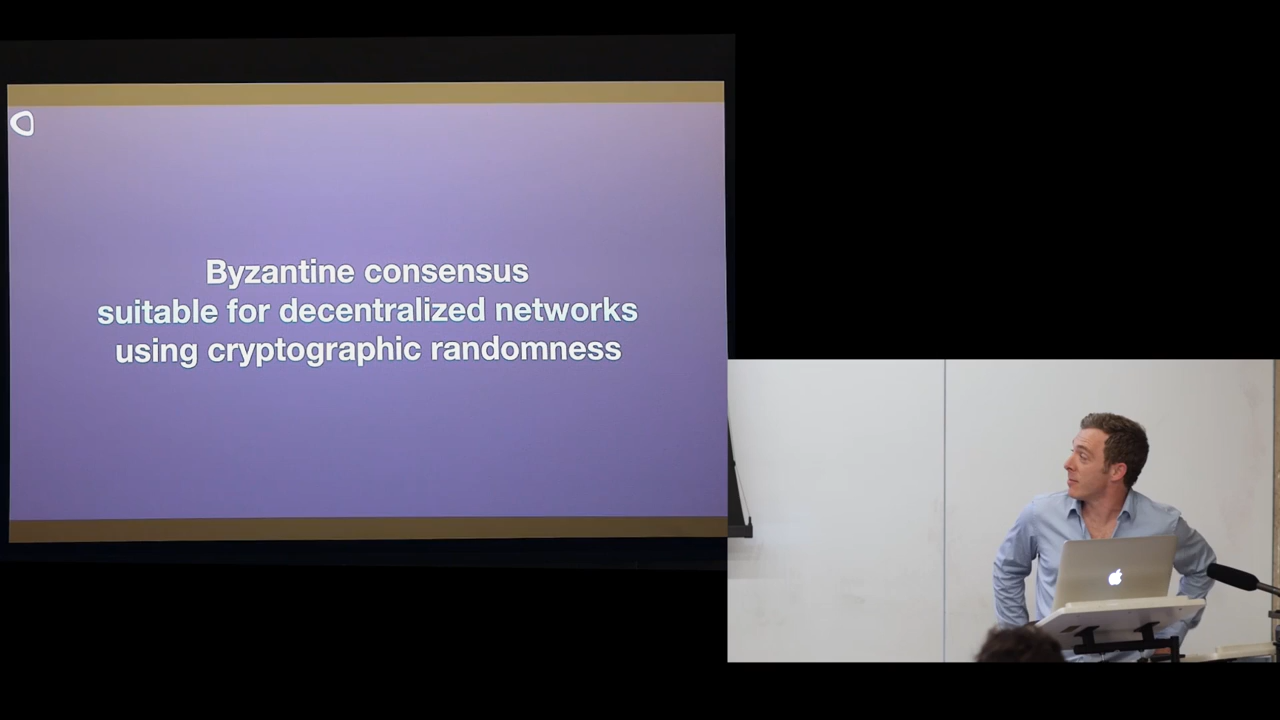 Byzantine consensus
suitable for decentralized networks
using cryptographic randomness